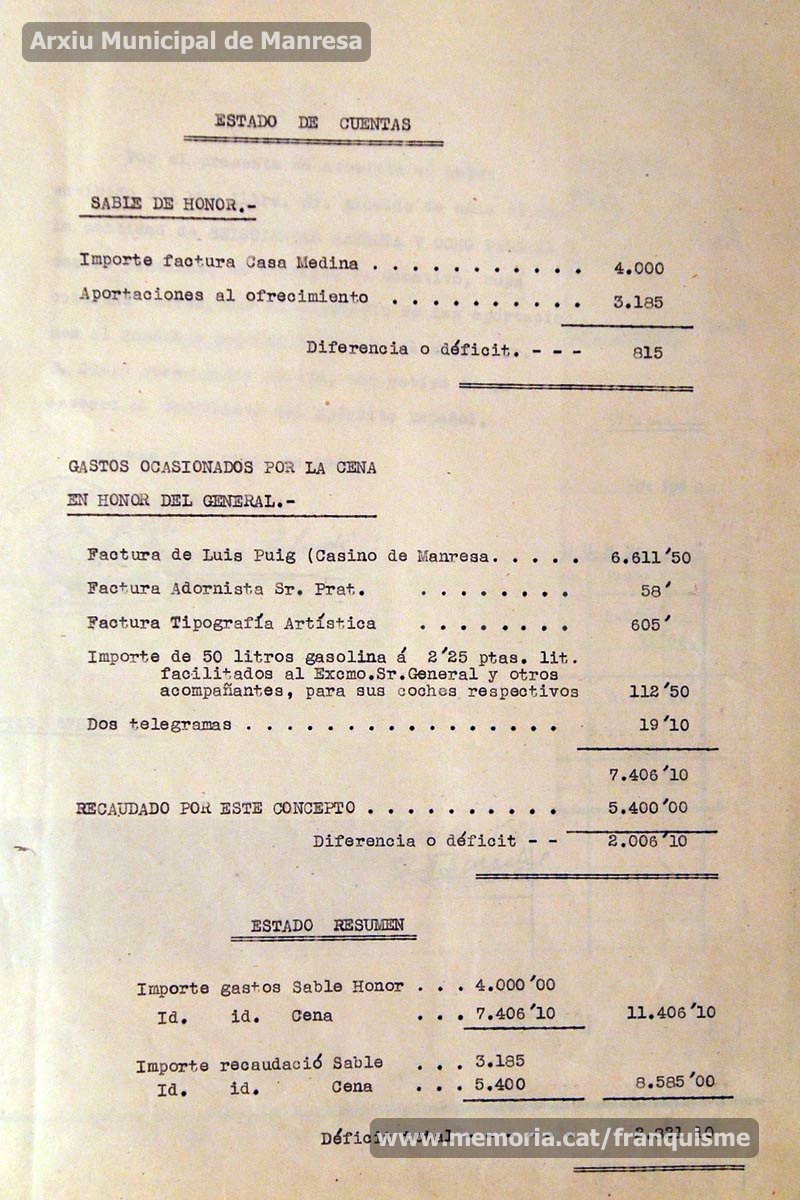 Arxiu Municipal de Manresa
ESTADO DE CUENTAS
SABLE DE HONOR.-
Importe factura Casa Medina . . . . . . . . . . . 4.000
Aportaciones al ofrecimiento . . . . . . . . . . 3.185
Diferencia o déficit. - - - 815
GASTOS OCASIONADOS POR LA CENA
EN HONOR DEL GENERAL.-
Factura de Luis Puig (Casino de Manresa. . . . . 6.611'50
Factura Adornista Sr. Prat. . . . . . . . . 58'
Factura Tipografía Artística . . . . . . . . 605'
Importe de 50 litros gasolina á 2'25 ptas. lit.
facilitados al Excmo.Sr.General y otros
acompañantes, para sus coches respectivos 112'50
Dos telegramas . . . . . . . . . . . . . . . . 19'10
7.406'10
RECAUDADO POR ESTE CONCEPTO . . . . . . . . . . 5.400'00
Diferencia o déficit - - 2.006'10
ESTADO RESUMEN
Importe gastos Sable Honor . . . 4.000'00
Id. id. Cena . . . 7.406'10 11.406'10
Importe recaudació Sable . . . 3.185
Id. id. Cena . . . 5.400 8.585'00
Déficit total
www.memoria.cat/franquisme